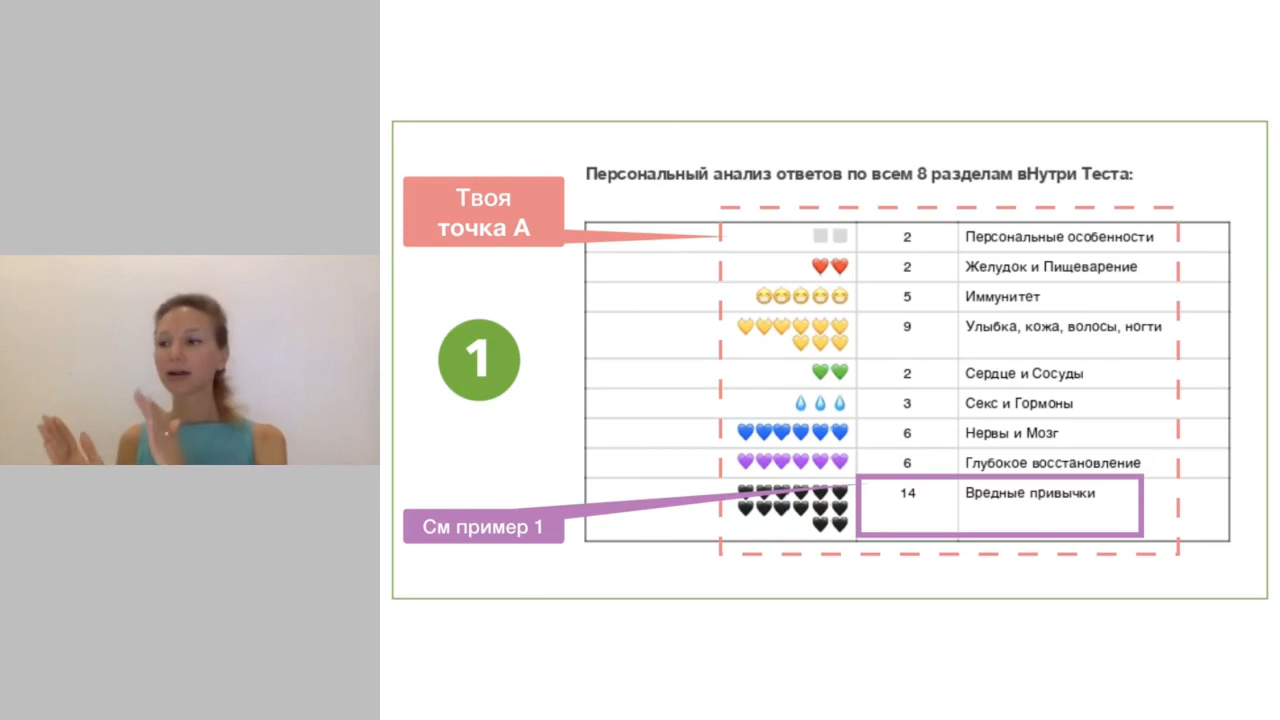 Персональный анализ ответов по всем 8 разделам вНутри Теста:
Твоя
точка А
2 Персональные особенности
2 Желудок и Пищеварение
5 Иммунитет
9 Улыбка, кожа, волосы, ногти
1
2 Сердце и Сосуды
3 Секс и Гормоны
6 Нервы и Мозг
6 Глубокое восстановление
14 Вредные привычки
См пример 1